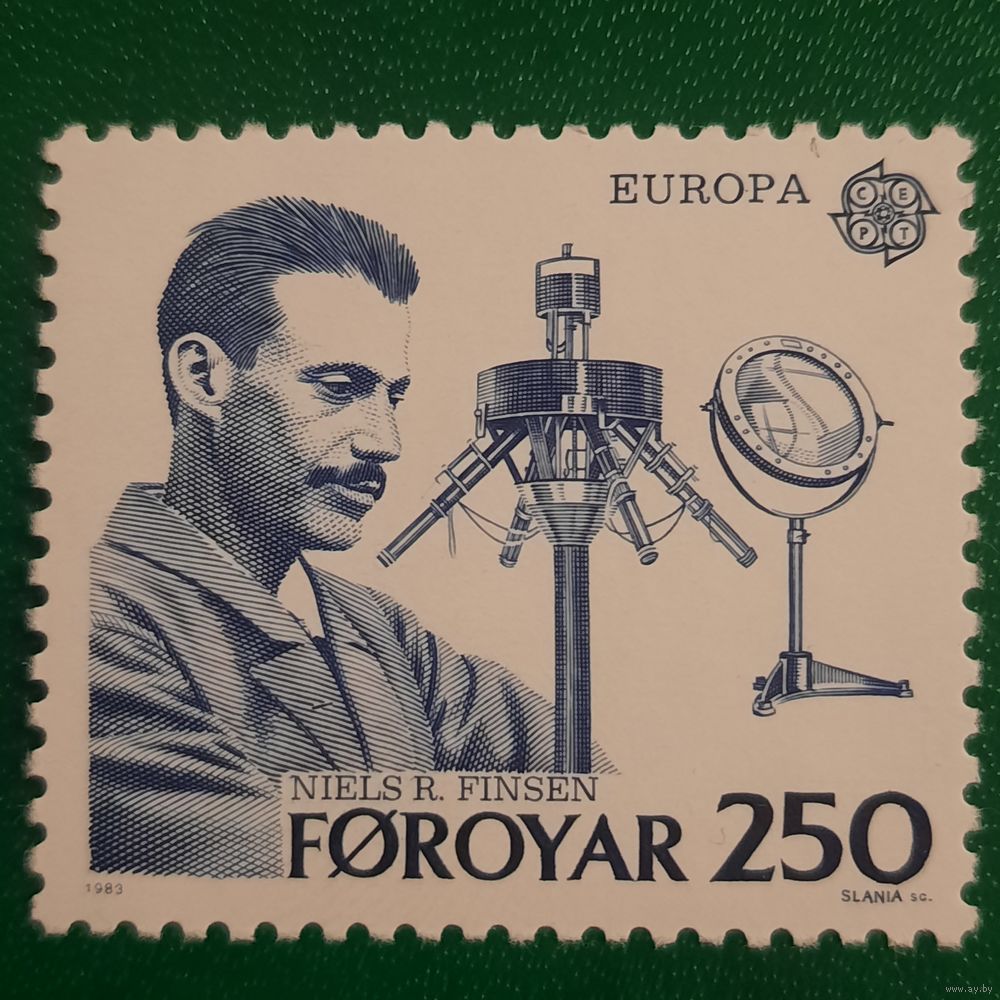 EUROPA
C E
P T
NIELS R. FINSEN
FØROYAR 250
1983
SLANIA SC.
www.ay.by